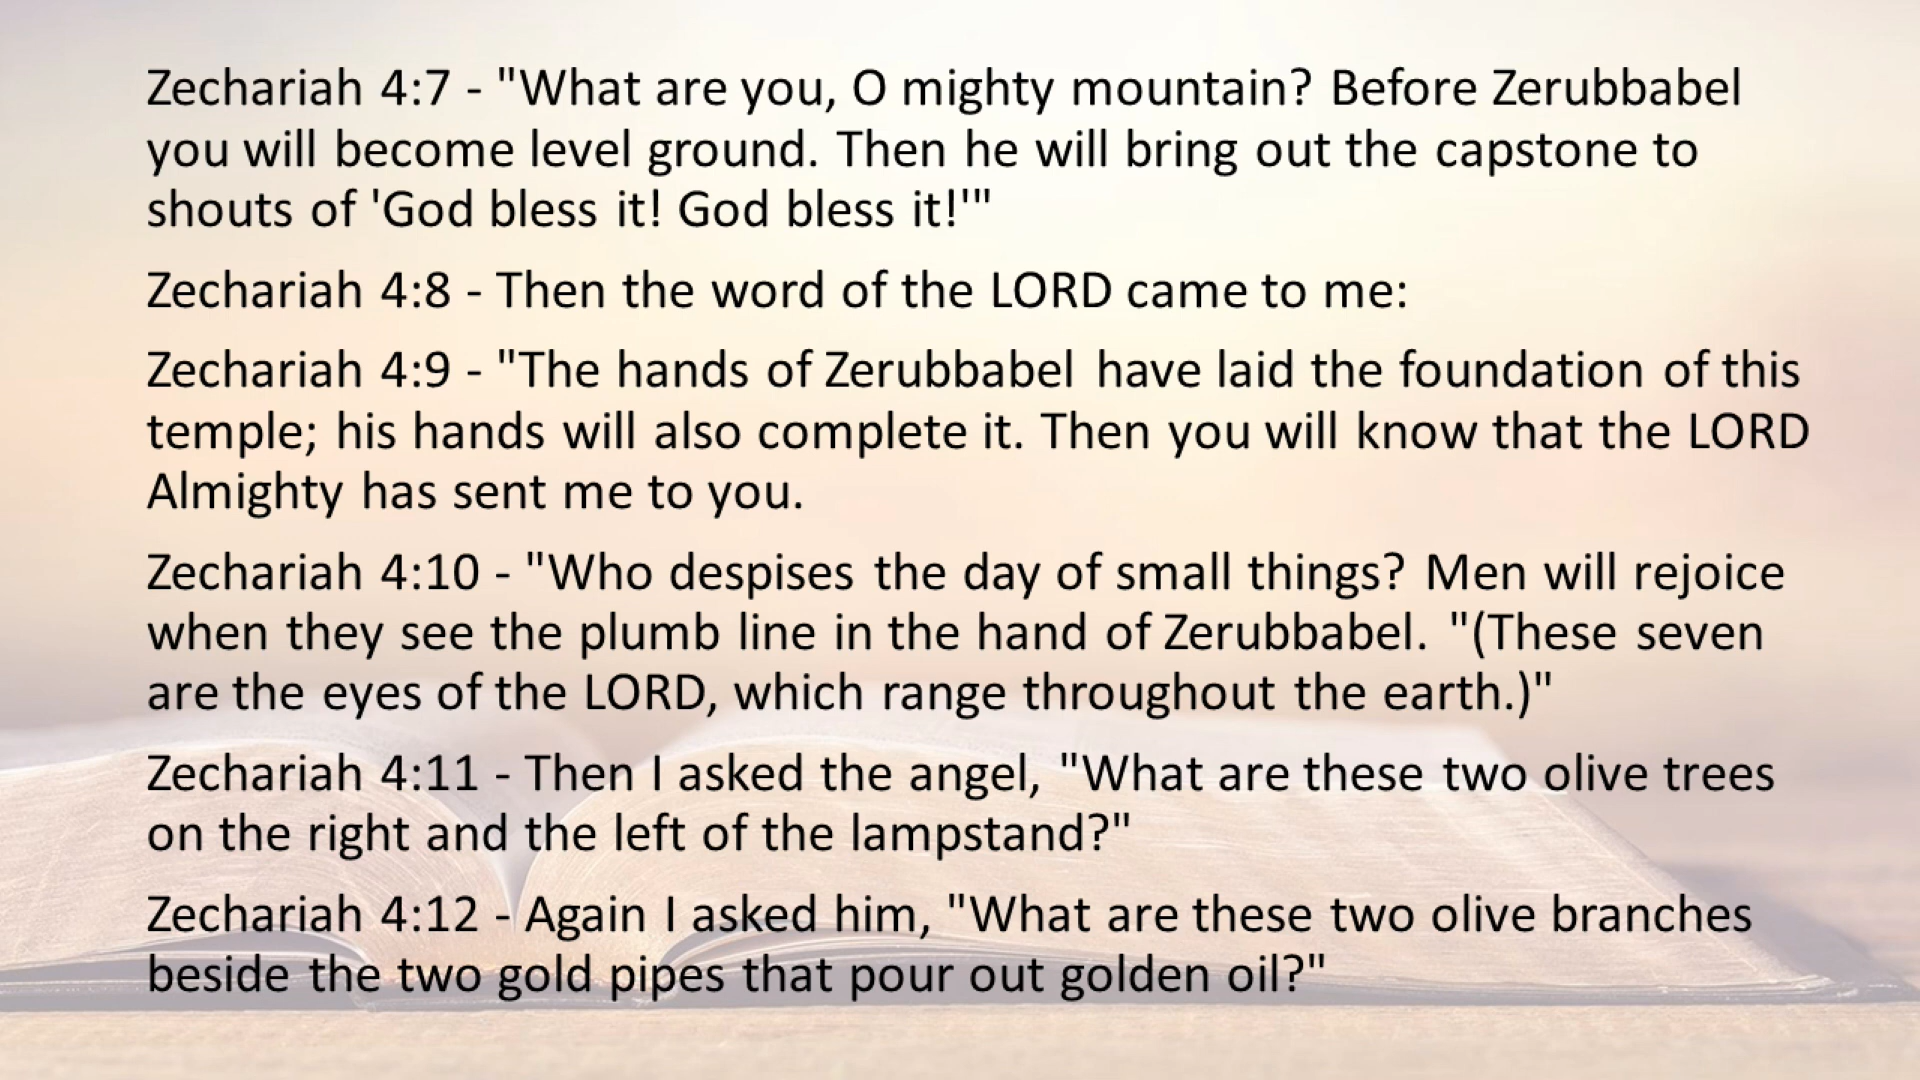 Zechariah 4:7 - "What are you, O mighty mountain? Before Zerubbabel
you will become level ground. Then he will bring out the capstone to
shouts of 'God bless it! God bless it!'"
Zechariah 4:8 - Then the word of the LORD came to me:
Zechariah 4:9 - "The hands of Zerubbabel have laid the foundation of this
temple; his hands will also complete it. Then you will know that the LORD
Almighty has sent me to you.
Zechariah 4:10 - "Who despises the day of small things? Men will rejoice
when they see the plumb line in the hand of Zerubbabel. "(These seven
are the eyes of the LORD, which range throughout the earth.)"
Zechariah 4:11 - Then I asked the angel, "What are these two olive trees
on the right and the left of the lampstand?"
Zechariah 4:12 - Again I asked him, "What are these two olive branches
beside the two gold pipes that pour out golden oil?"